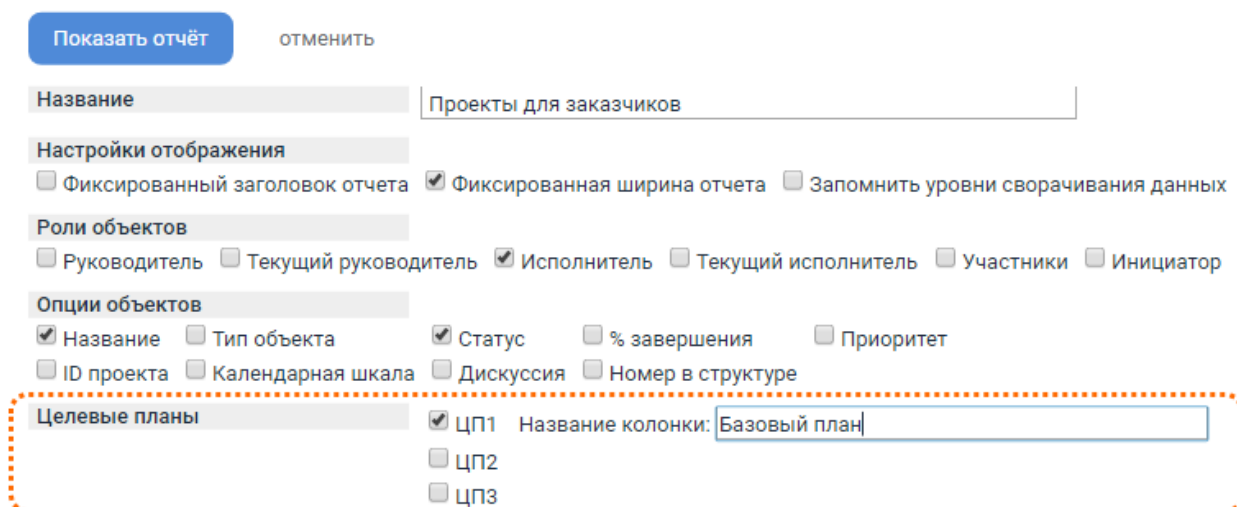 Показать отчёт отменить
Название Проекты для заказчиков
Настройки отображения
Фиксированный заголовок отчета Фиксированная ширина отчета Запомнить уровни сворачивания данных
Роли объектов
Руководитель Текущий руководитель Исполнитель Текущий исполнитель Участники Инициатор
Опции объектов
Название Тип объекта Статус % завершения Приоритет
ID проекта Календарная шкала Дискуссия Номер в структуре
Целевые планы ЦП1 Название колонки: Базовый план
ЦП2
ЦП3